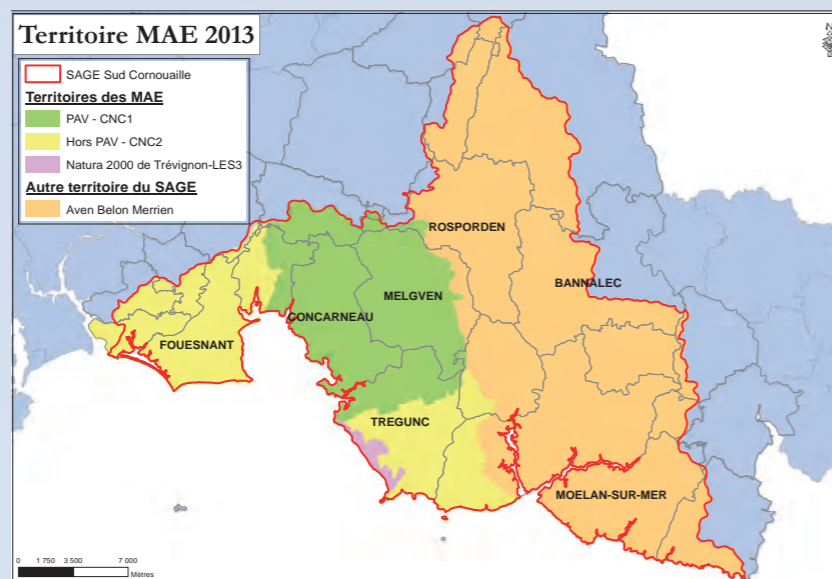 Territoire MAE 2013
SAGE Sud Cornouaille
Territoires des MAE
PAV - CNC1
Hors PAV - CNC2
Natura 2000 de Trévignon-LES3
Autre territoire du SAGE
Aven Belon Merrien
ROSPORDEN
BANNALEC
MELGVEN
CONCARNEAU
FOUESNANT
TREGUNC
MOELAN-SUR-MER
0 1 750 3 500 7 000
Mètres